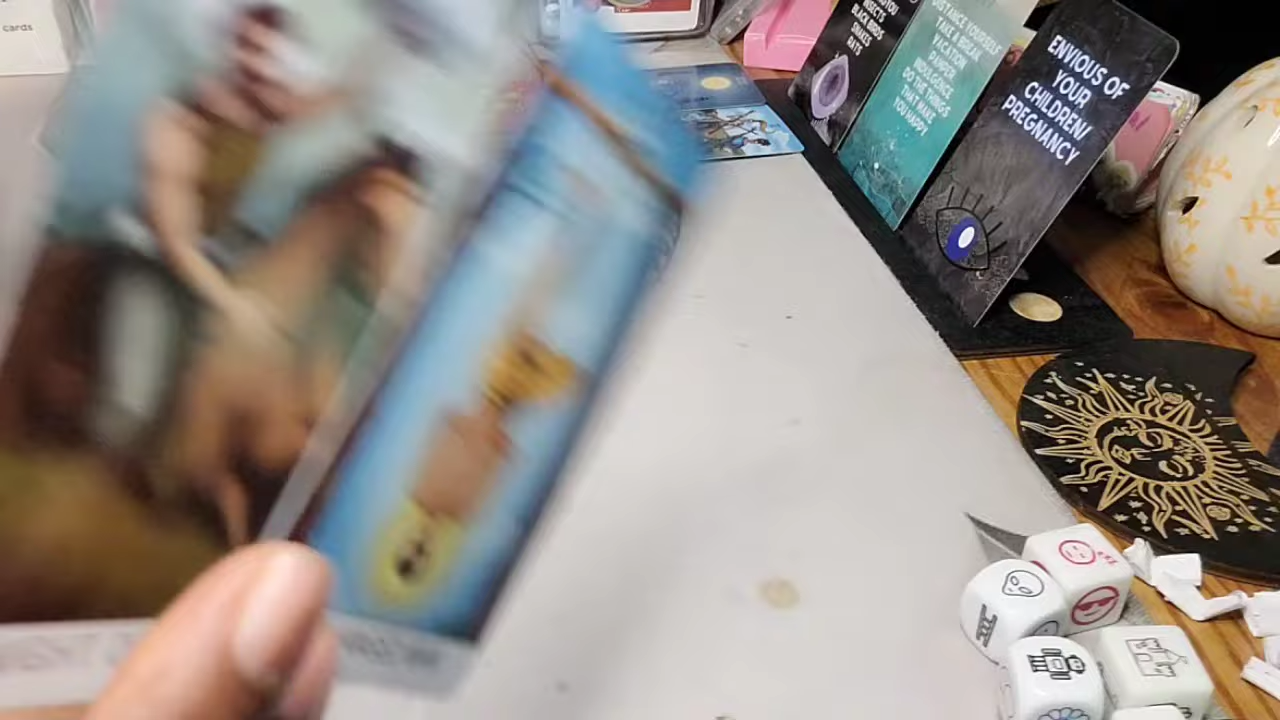 cards
INSECTS
BLACK BIRDS
SNAKES
RATS
DISTANCE YOURSELF
TAKE A BREAK
VACATION
PAMPER
INDULGENCE
DO THE THINGS
THAT MAKE
YOU HAPPY
ENVIOUS OF
YOUR
CHILDREN/
PREGNANCY